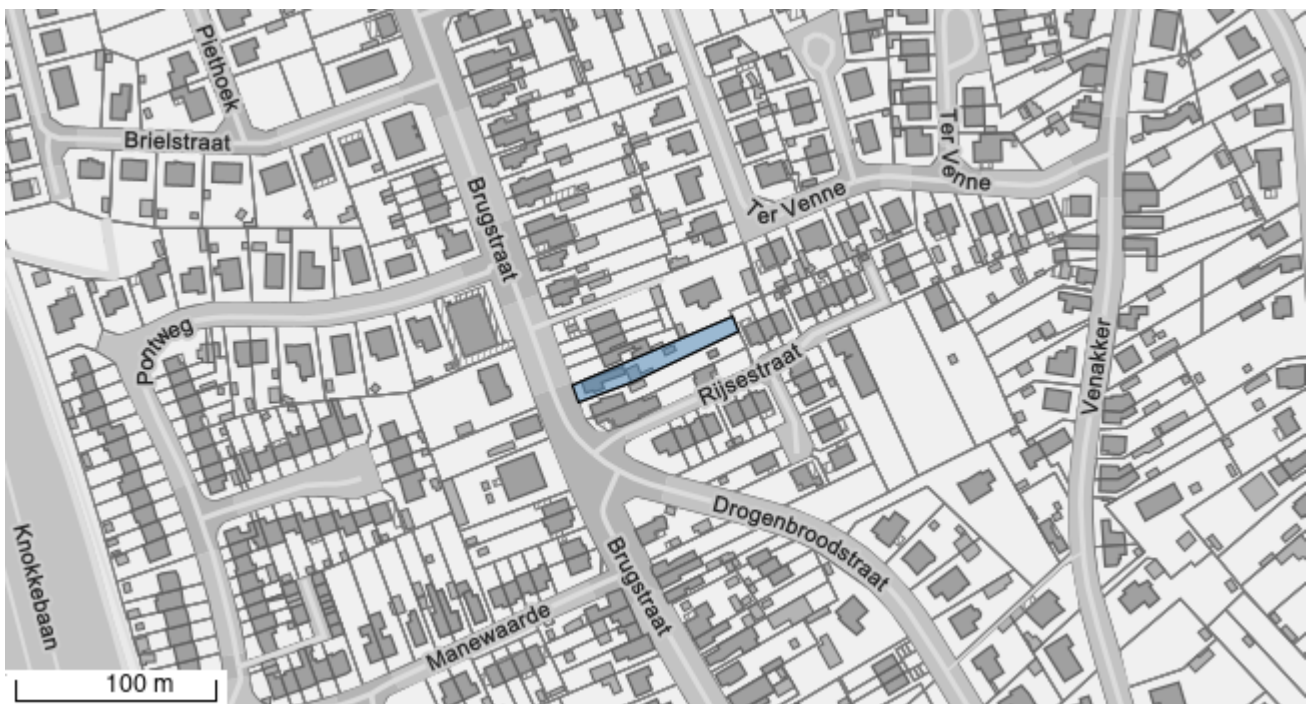 Piethoek
Brielstraat
Brugstraat
Ter Venne
Ter Venne
Pontweg
Rijsestraat
Venakker
Knokkebaan
Drogenbroodstraat
Brugstraat
Manewaarde
100 m